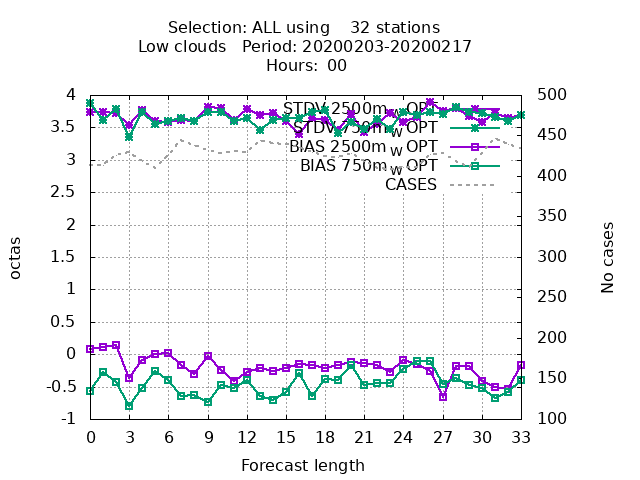 Selection: ALL using 32 stations
Low clouds Period: 20200203-20200217
Hours: 00
4
3.5
3
2.5
2
1.5
1
0.5
0
-0.5
-1
500
450
400
350
300
250
200
150
100
octas
No cases
STDV 2500m W OPT
STDV 750m W OPT
BIAS 2500m W OPT
BIAS 750m W OPT
CASES
0 3 6 9 12 15 18 21 24 27 30 33
Forecast length